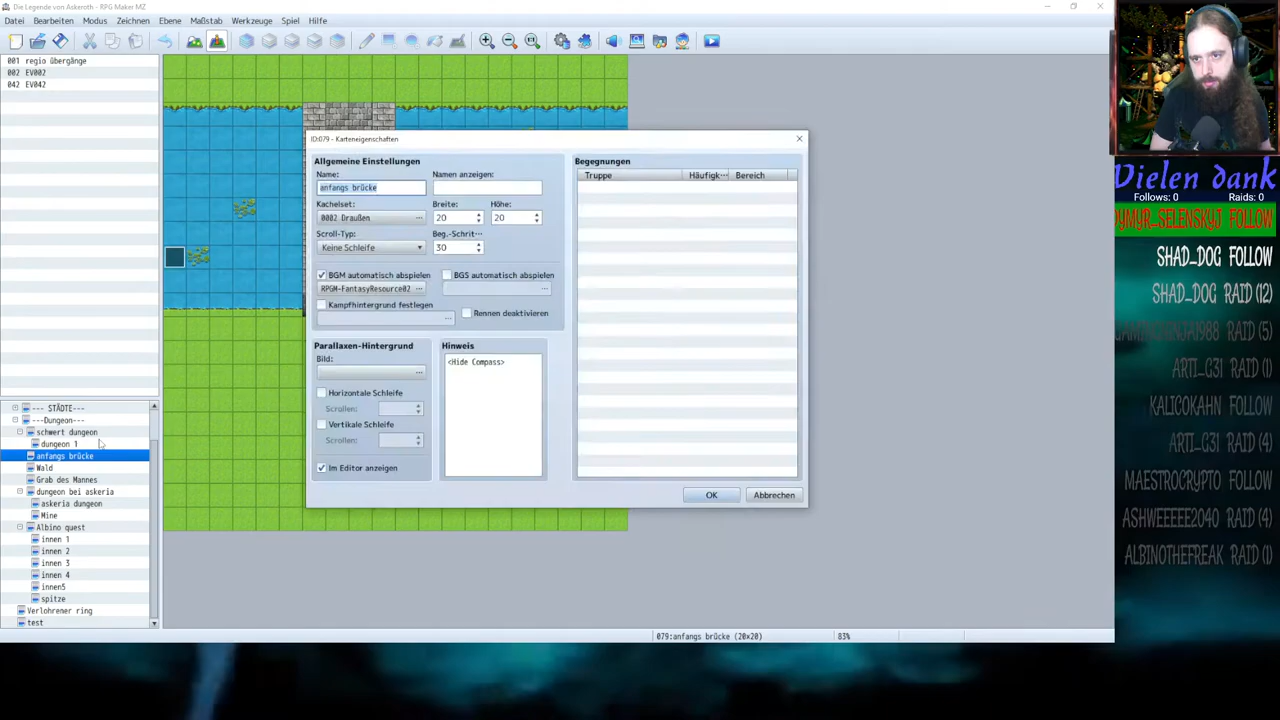 Die Legende von Askeroth - RPG Maker MZ
Datei Bearbeiten Modus Zeichnen Ebene Maßstab Werkzeuge Spiel Hilfe
001 regio übergänge
002 EV002
042 EV042
ID:079 - Karteneigenschaften
Allgemeine Einstellungen
Name:
Namen anzeigen:
anfangs brücke
Kachelset:
Breite:
Höhe:
0002 Draußen ...
20
20
Scroll-Typ:
Beg.-Schrit...
Keine Schleife
30
BGM automatisch abspielen
BGS automatisch abspielen
RPGM-FantasyResource02 ...
...
Kampfhintergrund festlegen
...
Rennen deaktivieren
Parallaxen-Hintergrund
Bild:
...
Horizontale Schleife
Scrollen:
Vertikale Schleife
Scrollen:
Im Editor anzeigen
Hinweis
<Hide Compass>
Begegnungen
Truppe
Häufigk...
Bereich
OK
Abbrechen
--- STÄDTE---
---Dungeon---
schwert dungeon
dungeon 1
anfangs brücke
Wald
Grab des Mannes
dungeon bei askeria
askeria dungeon
Mine
Albino quest
innen 1
innen 2
innen 3
innen 4
innen5
spitze
Verlohrener ring
test
079:anfangs brücke (20x20)
83%
Vielen dank
Follows: 0
Raids: 0
SHAD_DOG FOLLOW
SHAD_DOG RAID (12)
RAID (5)
ARTI_G31 RAID (1)
KALICOKAHN FOLLOW
ARTI_G31 RAID (4)
MAESTROCRYPTO FOLLOW
ASHWEEEEE2040 RAID (4)
ALBINOTHEFREAK RAID (1)